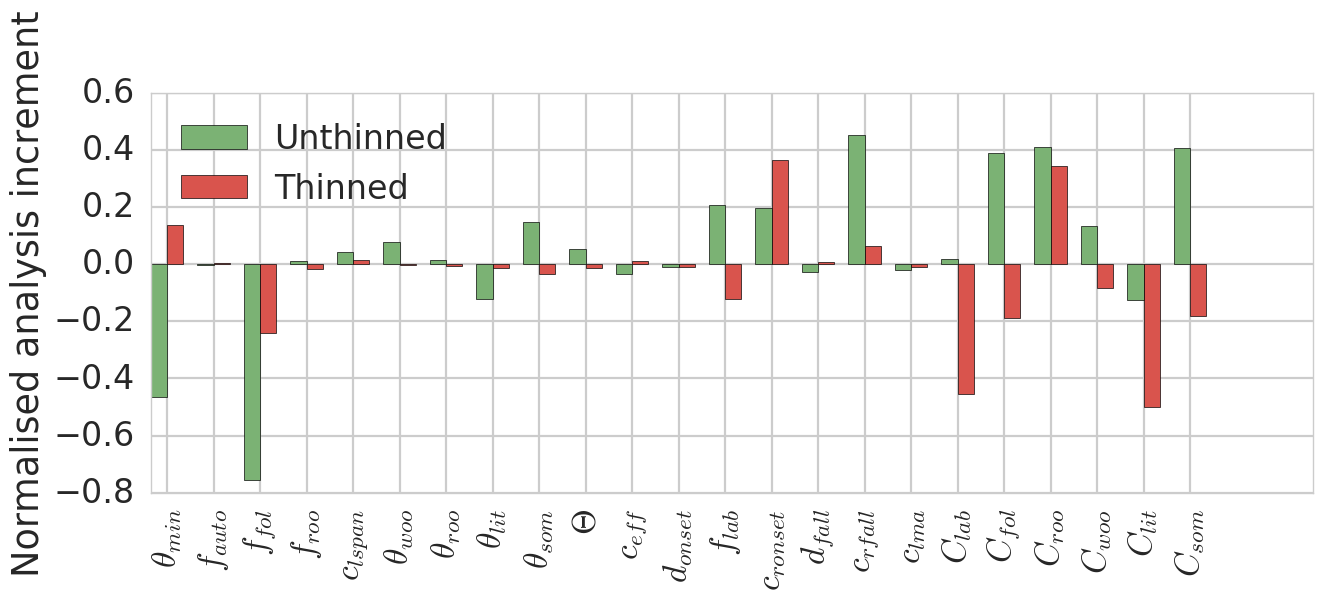 Normalised analysis increment
0.6
0.4
0.2
0.0
−0.2
−0.4
−0.6
−0.8
Unthinned
Thinned
θ_min
f_auto
f_fol
f_roo
c_lspan
θ_woo
θ_roo
θ_lit
θ_som
Θ
c_eff
d_onset
f_lab
c_ronset
d_fall
c_rfall
c_lma
C_lab
C_fol
C_roo
C_woo
C_lit
C_som